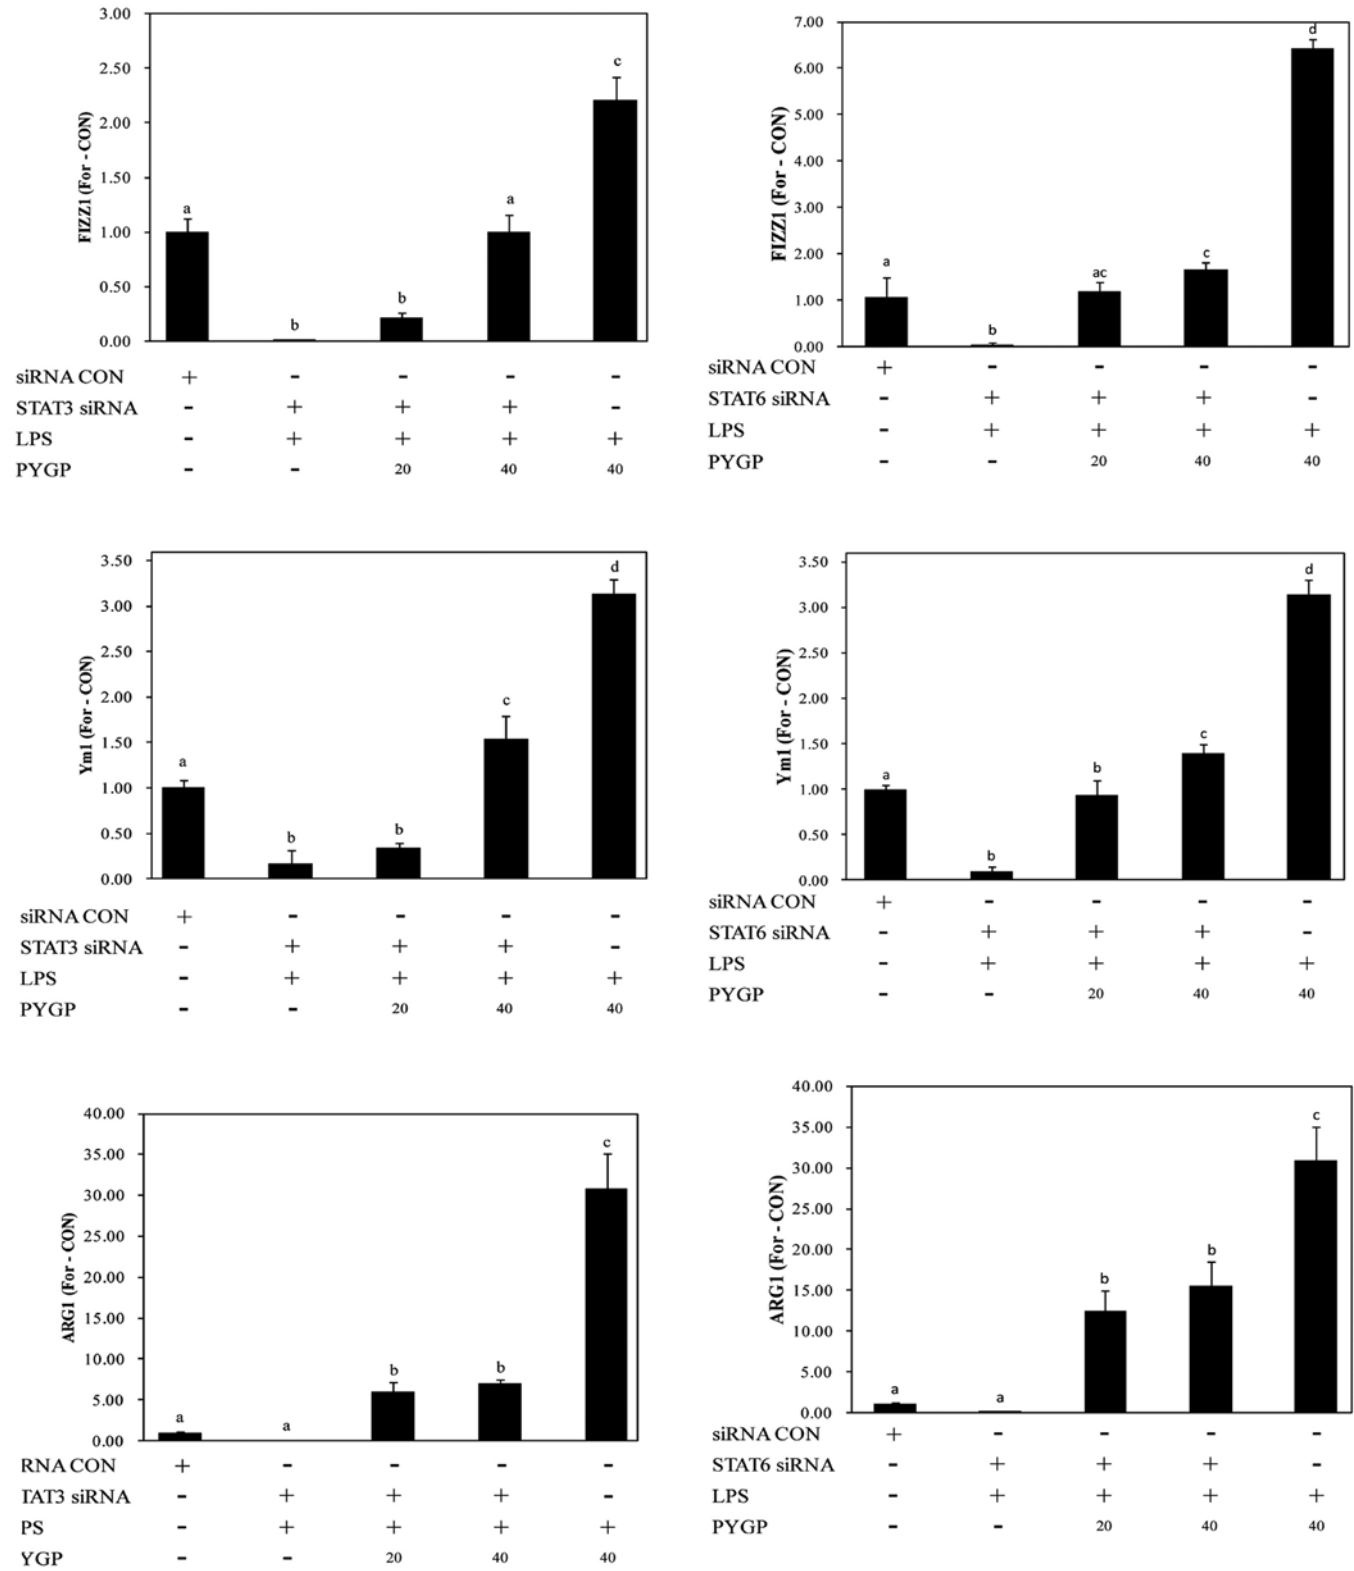 3.00
2.50
2.00
1.50
1.00
0.50
0.00
FIZZ1 (For - CON)
a
b
b
a
c
siRNA CON + - - - -
STAT3 siRNA - + + + -
LPS - + + + +
PYGP - - 20 40 40
7.00
6.00
5.00
4.00
3.00
2.00
1.00
0.00
FIZZ1 (For - CON)
a
b
ac
c
d
siRNA CON + - - - -
STAT6 siRNA - + + + -
LPS - + + + +
PYGP - - 20 40 40
3.50
3.00
2.50
2.00
1.50
1.00
0.50
0.00
Ym1 (For - CON)
a
b
b
c
d
siRNA CON + - - - -
STAT3 siRNA - + + + -
LPS - + + + +
PYGP - - 20 40 40
3.50
3.00
2.50
2.00
1.50
1.00
0.50
0.00
Ym1 (For - CON)
a
b
b
c
d
siRNA CON + - - - -
STAT6 siRNA - + + + -
LPS - + + + +
PYGP - - 20 40 40
40.00
35.00
30.00
25.00
20.00
15.00
10.00
5.00
0.00
ARG1 (For - CON)
a
a
b
b
c
RNA CON + - - - -
TAT3 siRNA - + + + -
PS - + + + +
YGP - - 20 40 40
40.00
35.00
30.00
25.00
20.00
15.00
10.00
5.00
0.00
ARG1 (For - CON)
a
a
b
b
c
siRNA CON + - - - -
STAT6 siRNA - + + + -
LPS - + + + +
PYGP - - 20 40 40